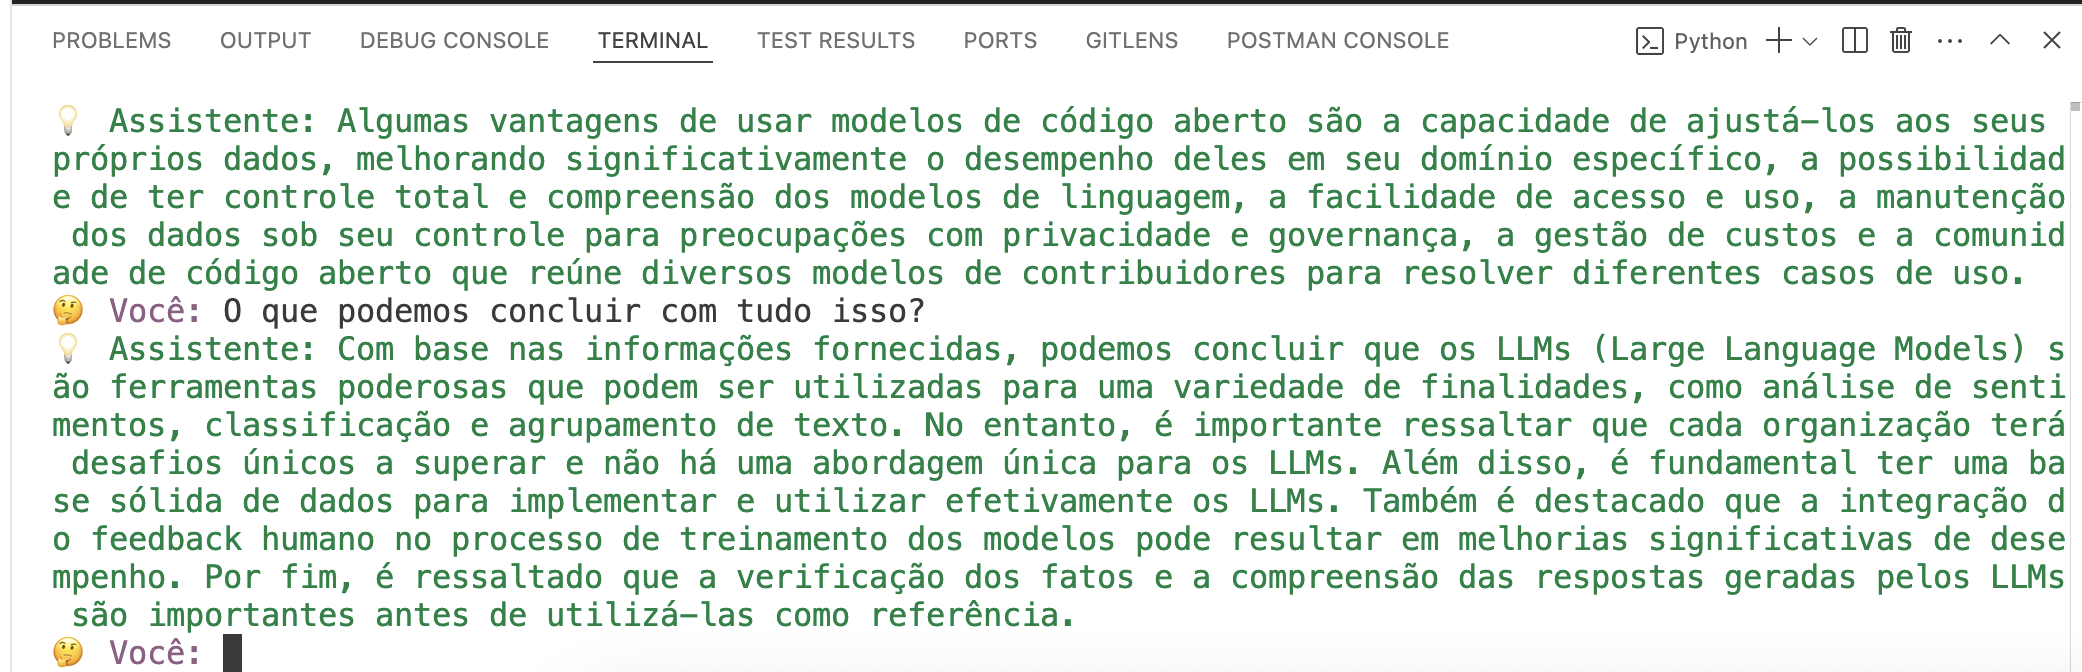 PROBLEMS OUTPUT DEBUG CONSOLE TERMINAL TEST RESULTS PORTS GITLENS POSTMAN CONSOLE Python
💡 Assistente: Algumas vantagens de usar modelos de código aberto são a capacidade de ajustá-los aos seus
próprios dados, melhorando significativamente o desempenho deles em seu domínio específico, a possibilidad
e de ter controle total e compreensão dos modelos de linguagem, a facilidade de acesso e uso, a manutenção
dos dados sob seu controle para preocupações com privacidade e governança, a gestão de custos e a comunid
ade de código aberto que reúne diversos modelos de contribuidores para resolver diferentes casos de uso.
🤔 Você: O que podemos concluir com tudo isso?
💡 Assistente: Com base nas informações fornecidas, podemos concluir que os LLMs (Large Language Models) s
ão ferramentas poderosas que podem ser utilizadas para uma variedade de finalidades, como análise de senti
mentos, classificação e agrupamento de texto. No entanto, é importante ressaltar que cada organização terá
desafios únicos a superar e não há uma abordagem única para os LLMs. Além disso, é fundamental ter uma ba
se sólida de dados para implementar e utilizar efetivamente os LLMs. Também é destacado que a integração d
o feedback humano no processo de treinamento dos modelos pode resultar em melhorias significativas de dese
mpenho. Por fim, é ressaltado que a verificação dos fatos e a compreensão das respostas geradas pelos LLMs
são importantes antes de utilizá-las como referência.
🤔 Você: